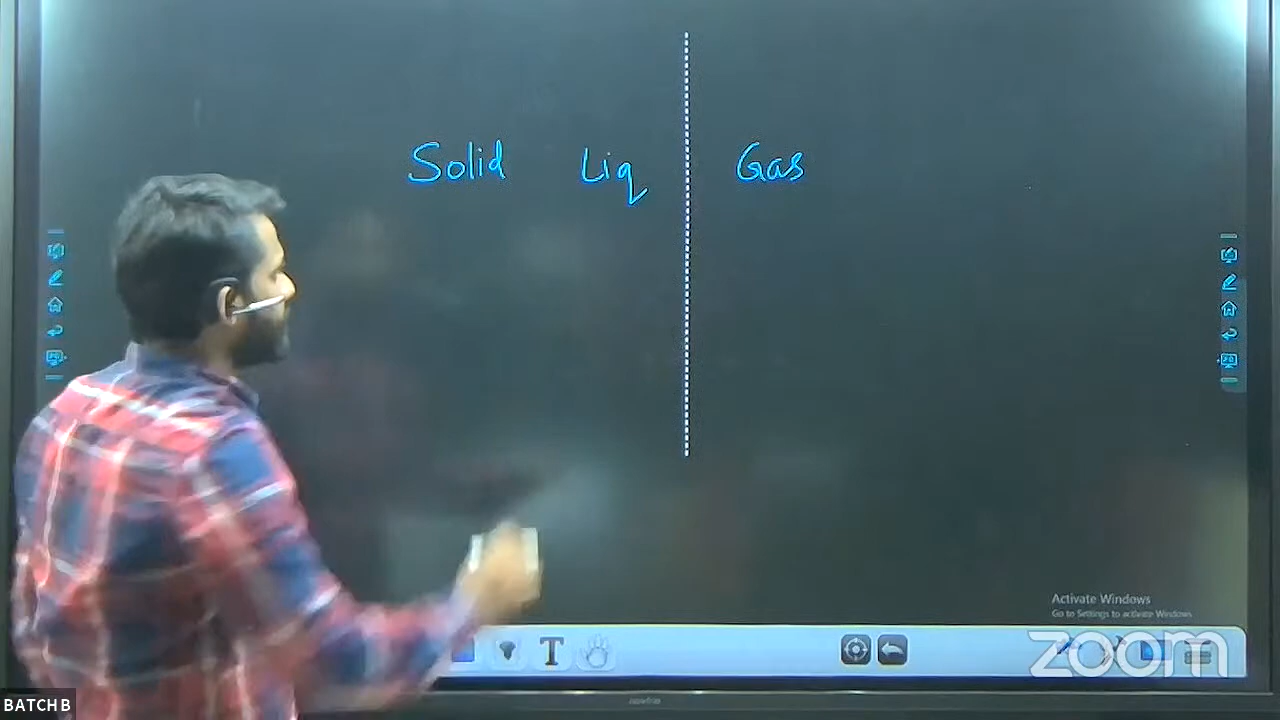 Solid Liq Gas
Activate Windows
Go to Settings to activate Windows
T
zoom
BATCH B